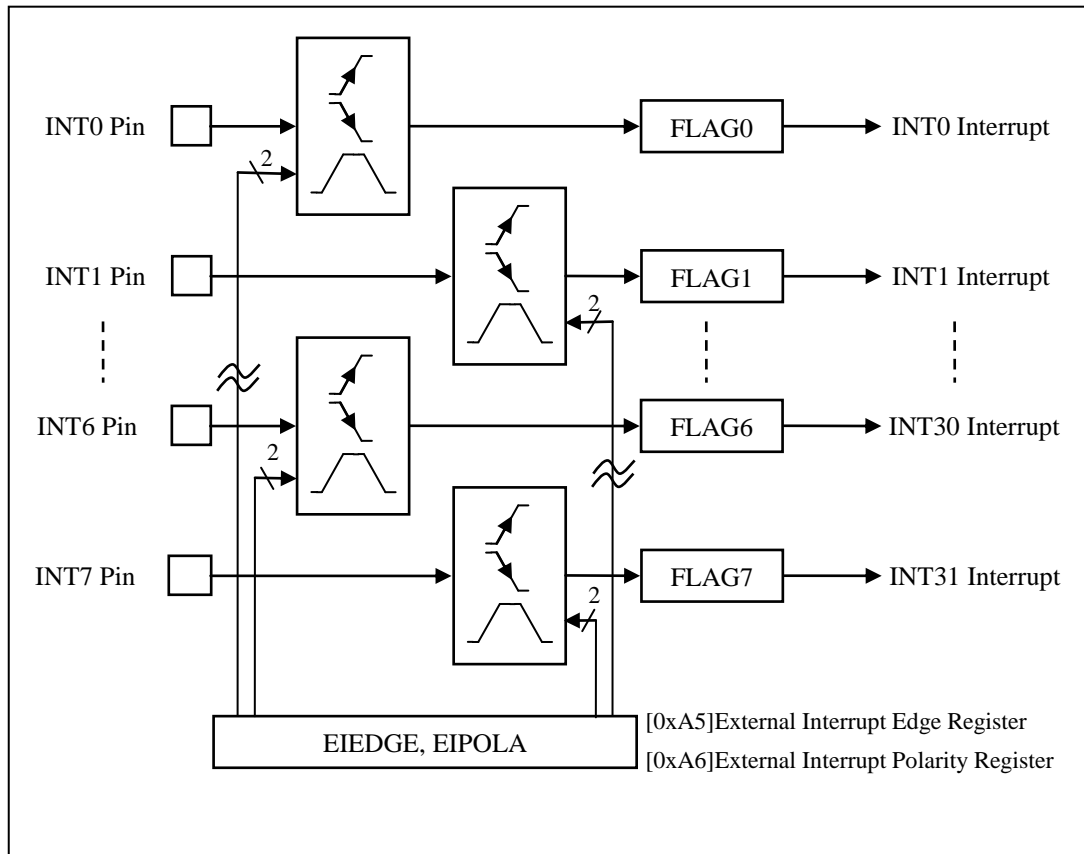 INT0 Pin
FLAG0
INT0 Interrupt
2
INT1 Pin
FLAG1
INT1 Interrupt
2
INT6 Pin
FLAG6
INT30 Interrupt
2
INT7 Pin
FLAG7
INT31 Interrupt
2
EIEDGE, EIPOLA
[0xA5]External Interrupt Edge Register
[0xA6]External Interrupt Polarity Register